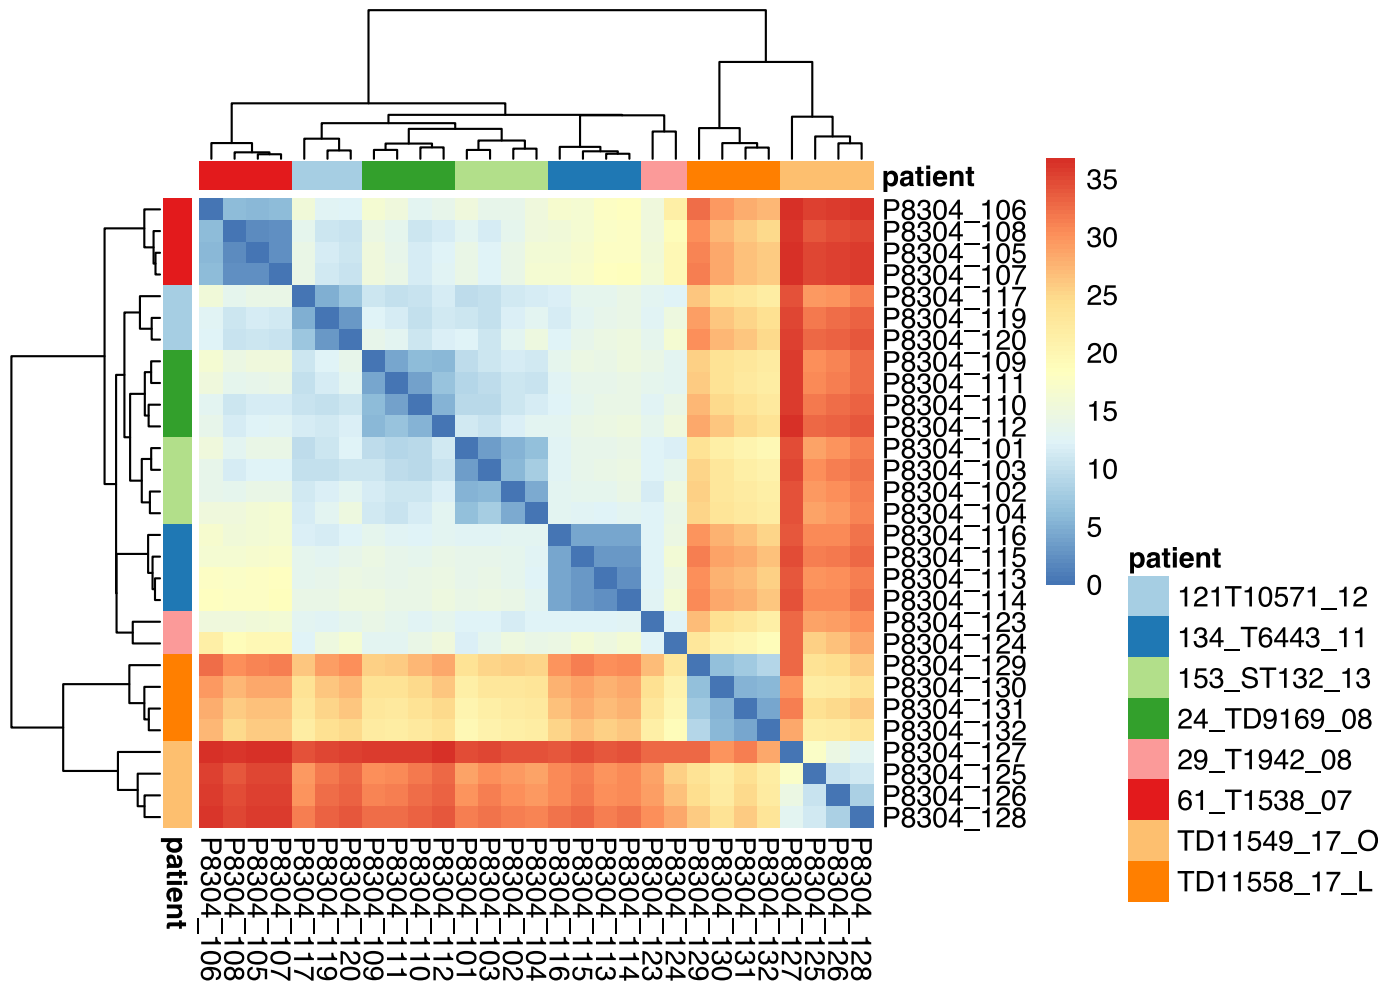 patient
P8304_106
P8304_108
P8304_105
P8304_107
P8304_117
P8304_119
P8304_120
P8304_109
P8304_111
P8304_110
P8304_112
P8304_101
P8304_103
P8304_102
P8304_104
P8304_116
P8304_115
P8304_113
P8304_114
P8304_123
P8304_124
P8304_129
P8304_130
P8304_131
P8304_132
P8304_127
P8304_125
P8304_126
P8304_128
35
30
25
20
15
10
5
0
patient
121T10571_12
134_T6443_11
153_ST132_13
24_TD9169_08
29_T1942_08
61_T1538_07
TD11549_17_O
TD11558_17_L
patient
P8304_106
P8304_108
P8304_105
P8304_107
P8304_117
P8304_119
P8304_120
P8304_109
P8304_111
P8304_110
P8304_112
P8304_101
P8304_103
P8304_102
P8304_104
P8304_116
P8304_115
P8304_113
P8304_114
P8304_123
P8304_124
P8304_129
P8304_130
P8304_131
P8304_132
P8304_127
P8304_125
P8304_126
P8304_128